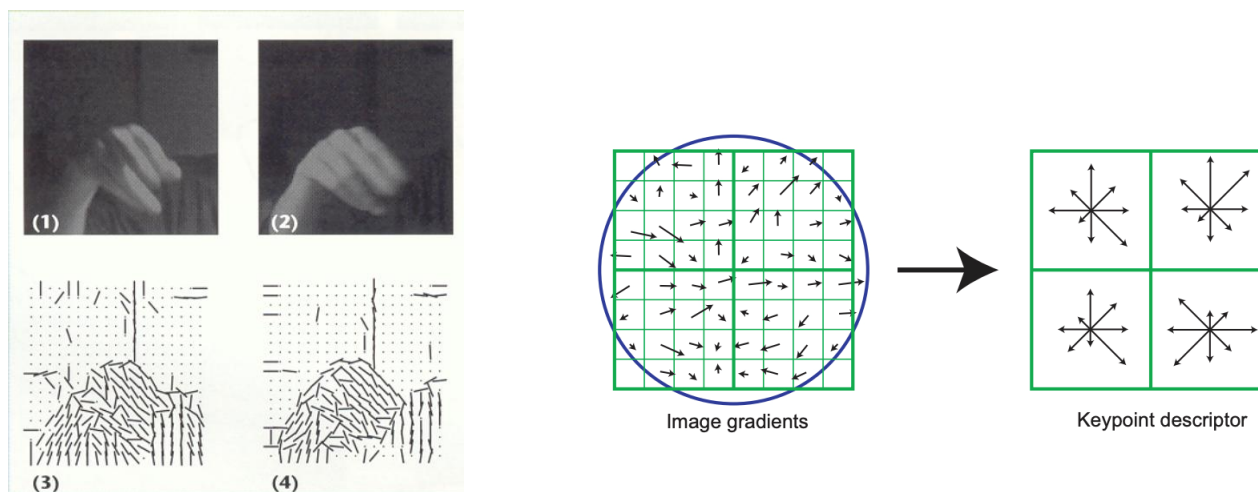 (1)
(2)
(3)
(4)
Image gradients
Keypoint descriptor